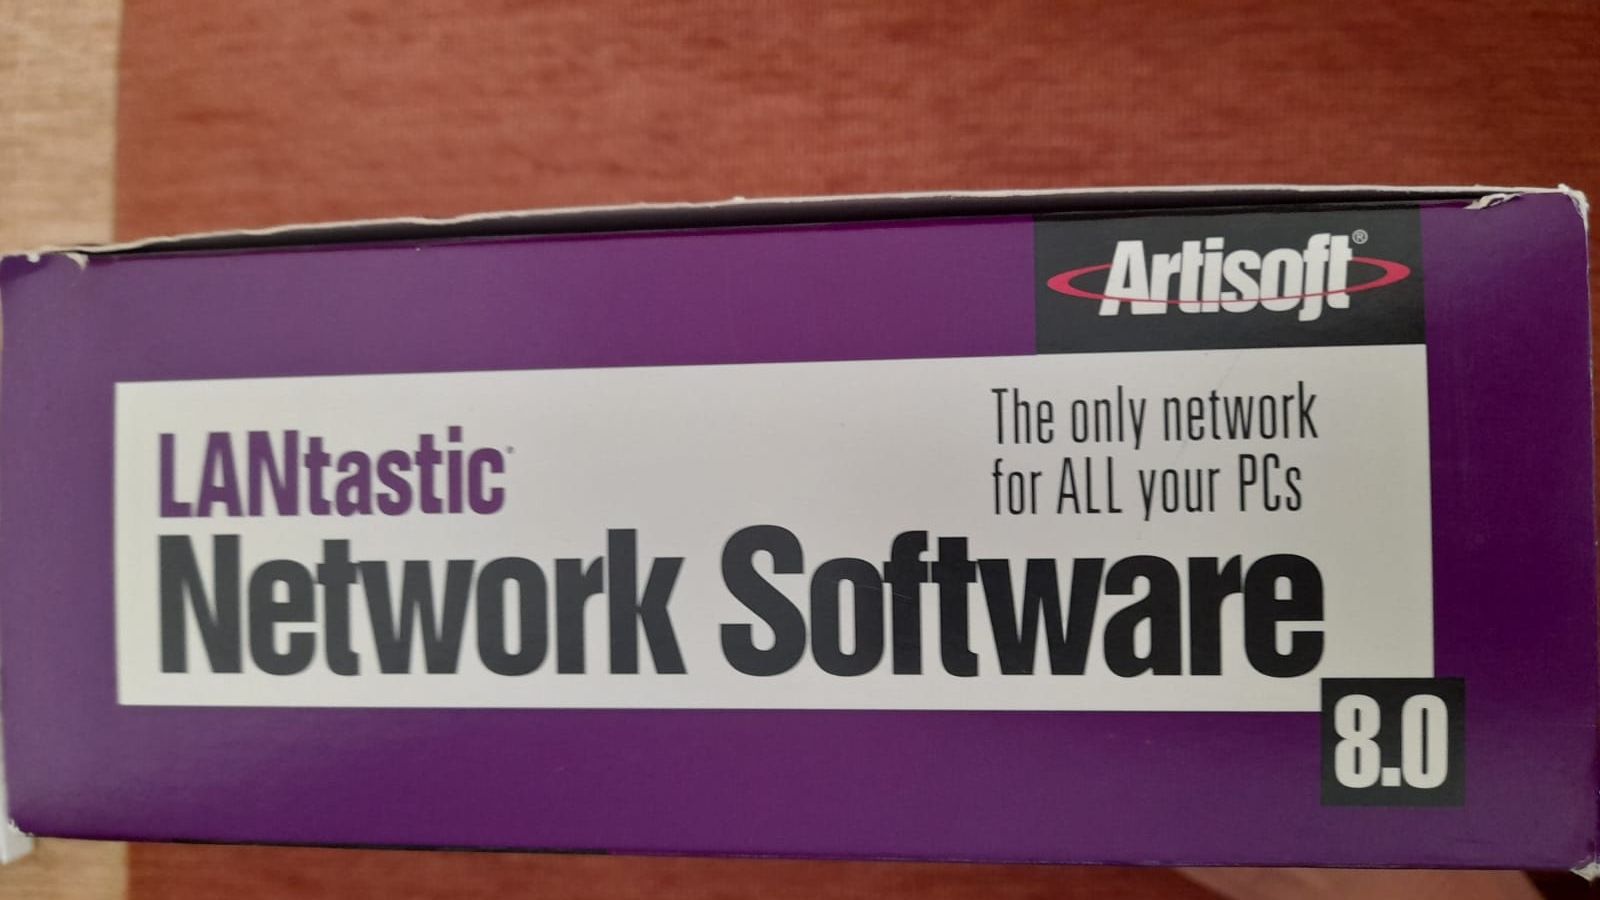 Artisoft®
LANtastic
The only network
for ALL your PCs
Network Software
8.0